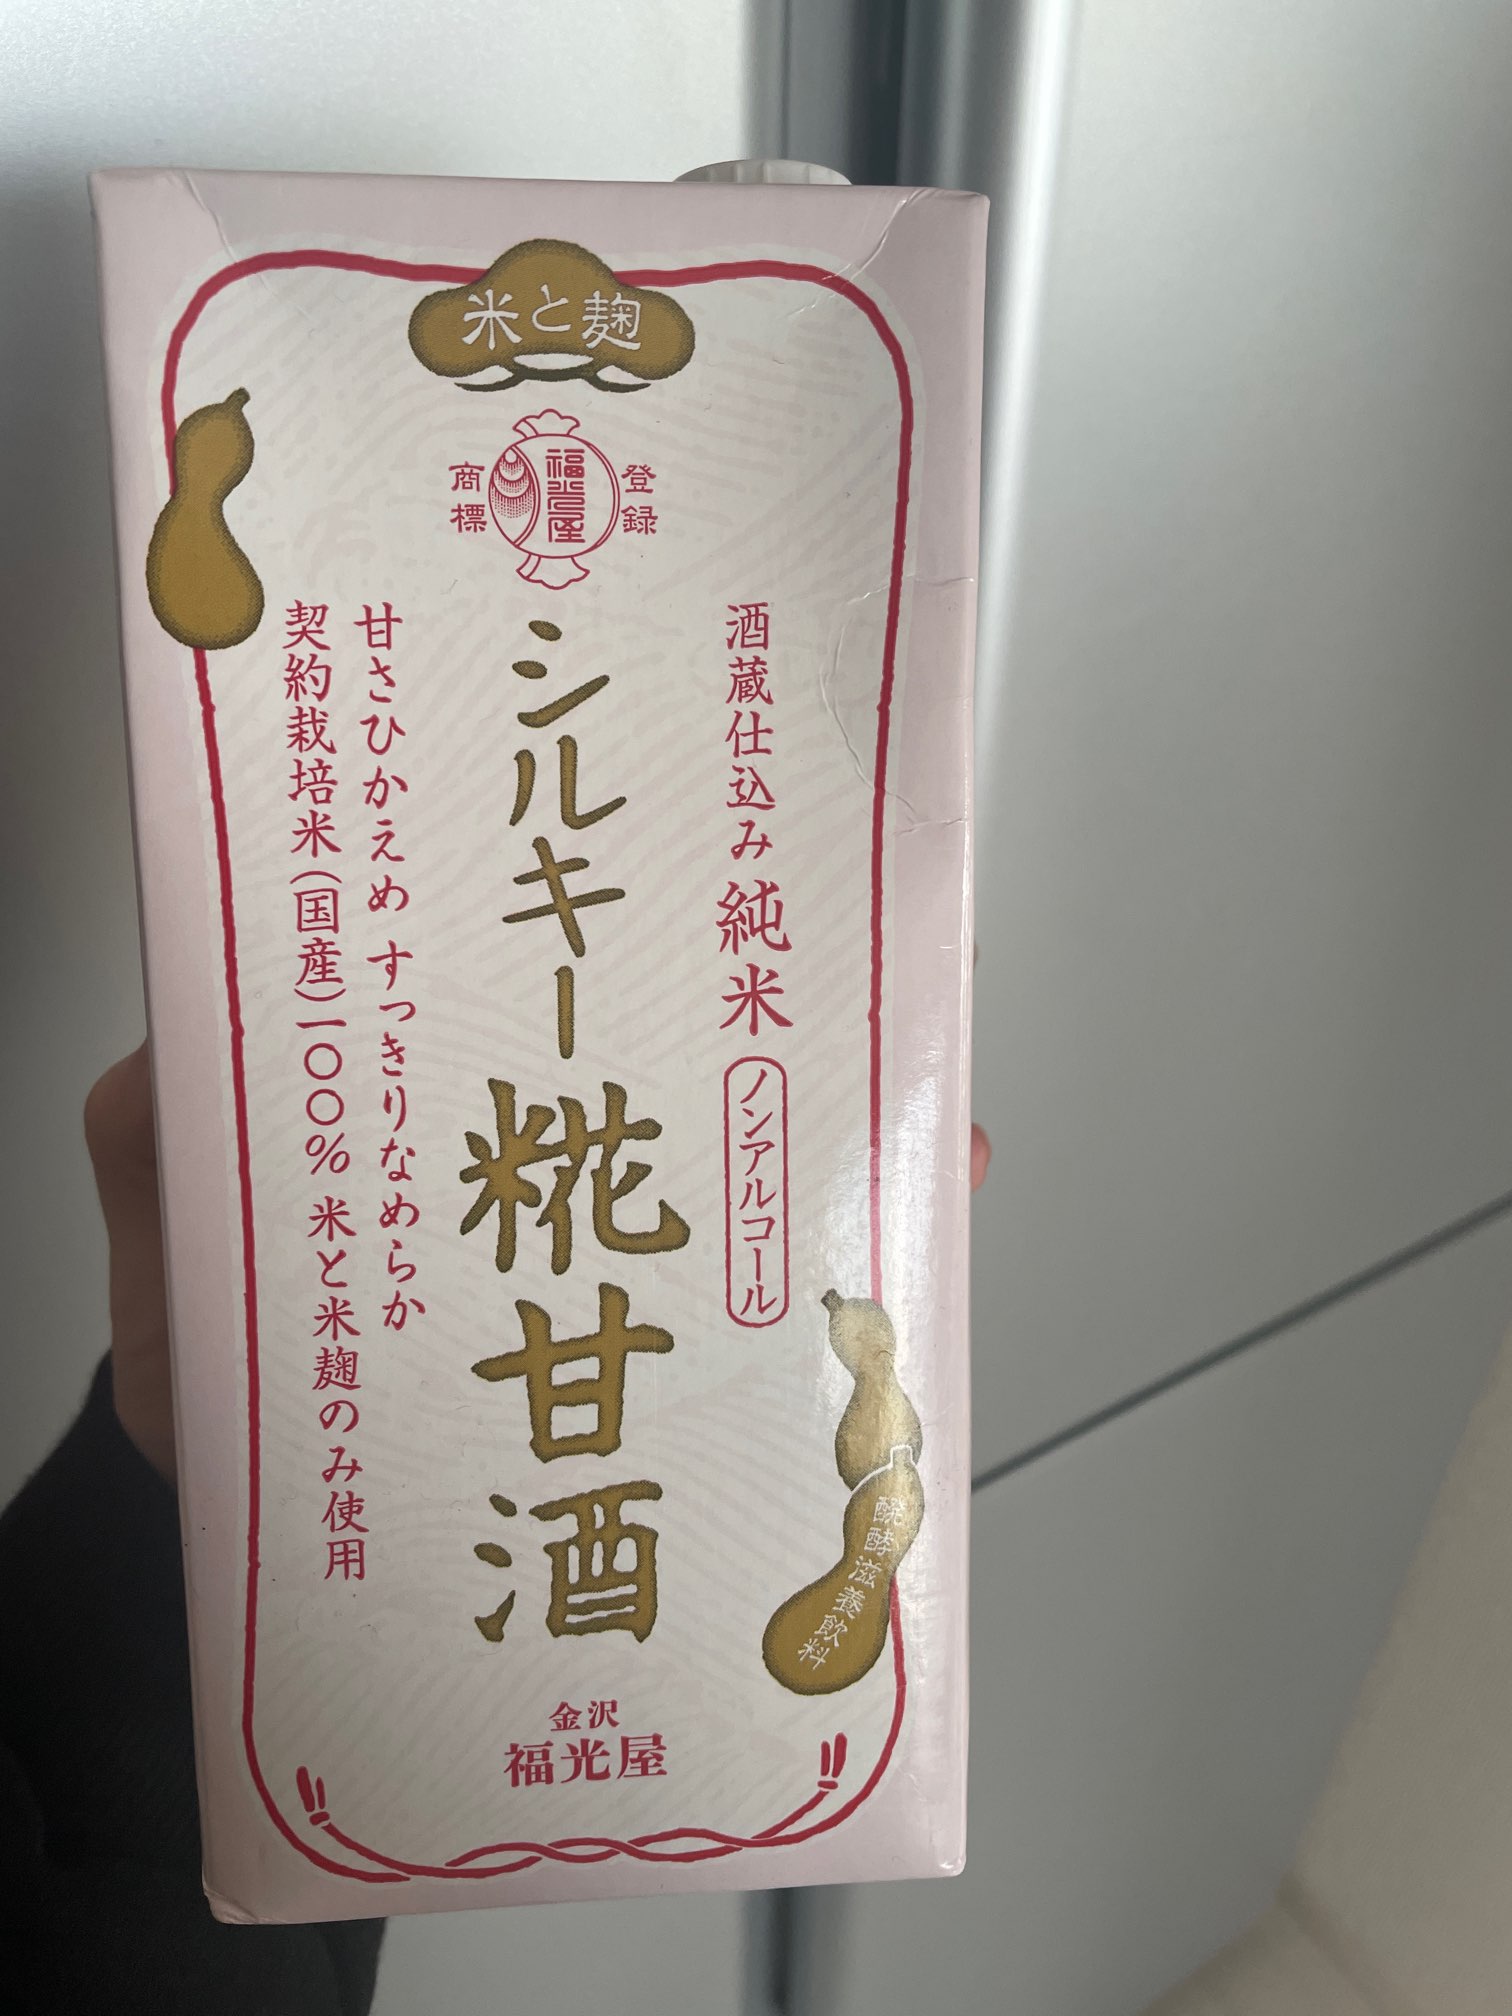 米と麹
登録
商標
福光屋
酒蔵仕込み 純米 ノンアルコール
シルキー糀甘酒
甘さひかえめ すっきりなめらか
契約栽培米(国産)一〇〇% 米と米麹のみ使用
醗酵滋養飲料
金沢
福光屋